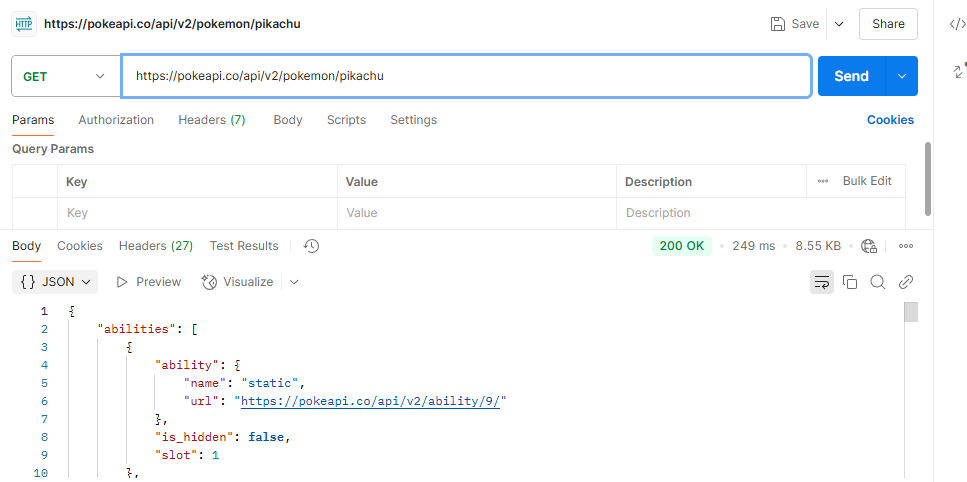 HTTP https://pokeapi.co/api/v2/pokemon/pikachu Save Share
GET https://pokeapi.co/api/v2/pokemon/pikachu Send
Params Authorization Headers (7) Body Scripts Settings Cookies
Query Params
Key Value Description ••• Bulk Edit
Key Value Description
Body Cookies Headers (27) Test Results 200 OK • 249 ms • 8.55 KB • •••
{} JSON Preview Visualize
1 {
2 "abilities": [
3 {
4 "ability": {
5 "name": "static",
6 "url": "https://pokeapi.co/api/v2/ability/9/"
7 },
8 "is_hidden": false,
9 "slot": 1
10 },